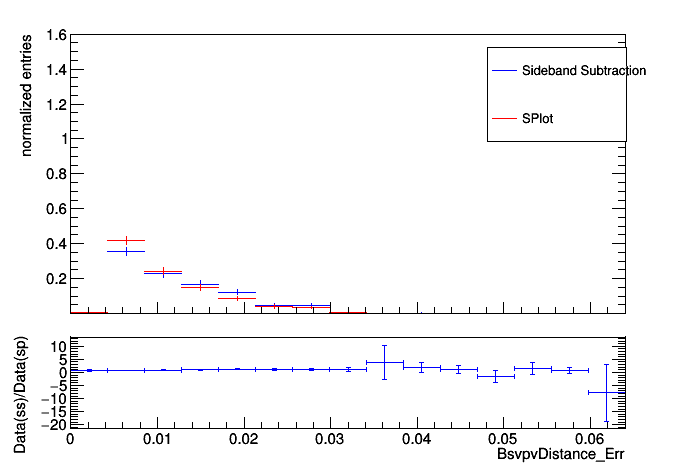 1.6
1.4
1.2
1
0.8
0.6
0.4
0.2
normalized entries
Sideband Subtraction
SPlot
10
5
0
−5
−10
−15
−20
Data(ss)/Data(sp)
0 0.01 0.02 0.03 0.04 0.05 0.06
BsvpvDistance_Err